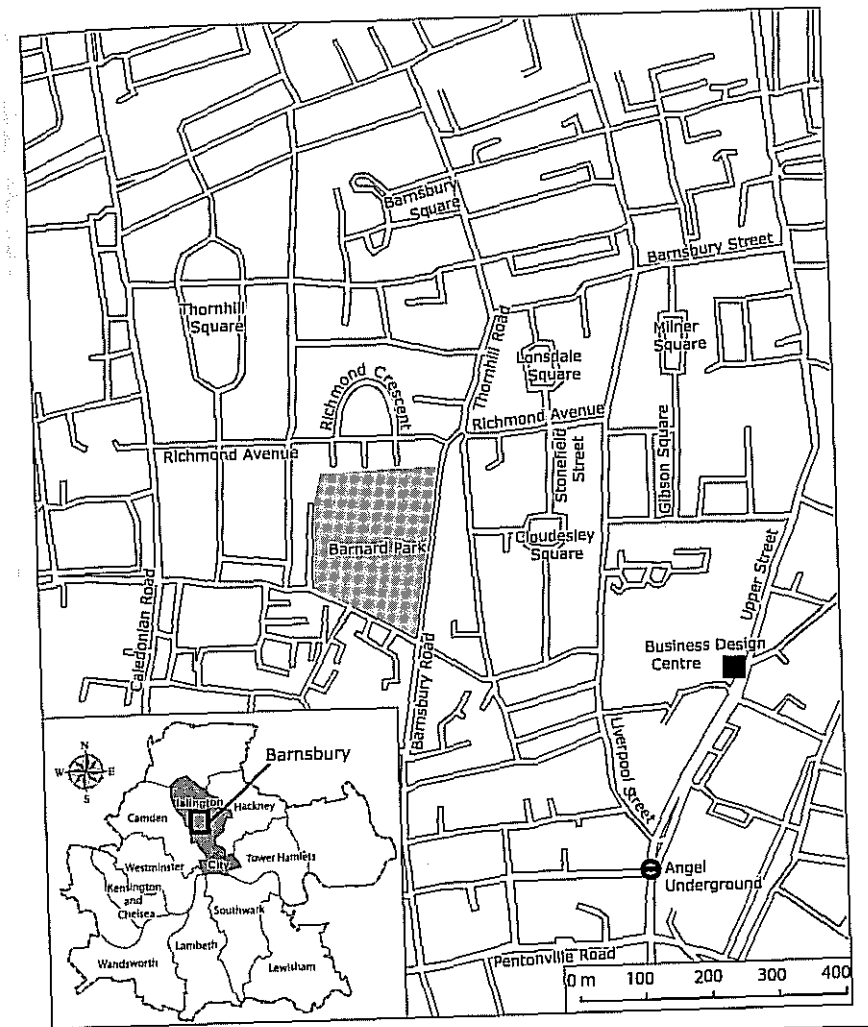 Barnsbury
Square
Barnsbury Street
Thornhill
Square
Thornhill Road
Milner
Square
Lonsdale
Square
Richmond Crescent
Richmond Avenue
Richmond Avenue
Stonefield
Street
Gibson Square
Barnard Park
Cloudesley
Square
Caledonian Road
Upper Street
Barnsbury Road
Business Design
Centre
Liverpool Street
N
W E
S
Barnsbury
Islington
Camden
Hackney
Westminster
City
Tower Hamlets
Kensington
and
Chelsea
Southwark
Lambeth
Wandsworth
Lewisham
Angel
Underground
Pentonville Road
0 m 100 200 300 400